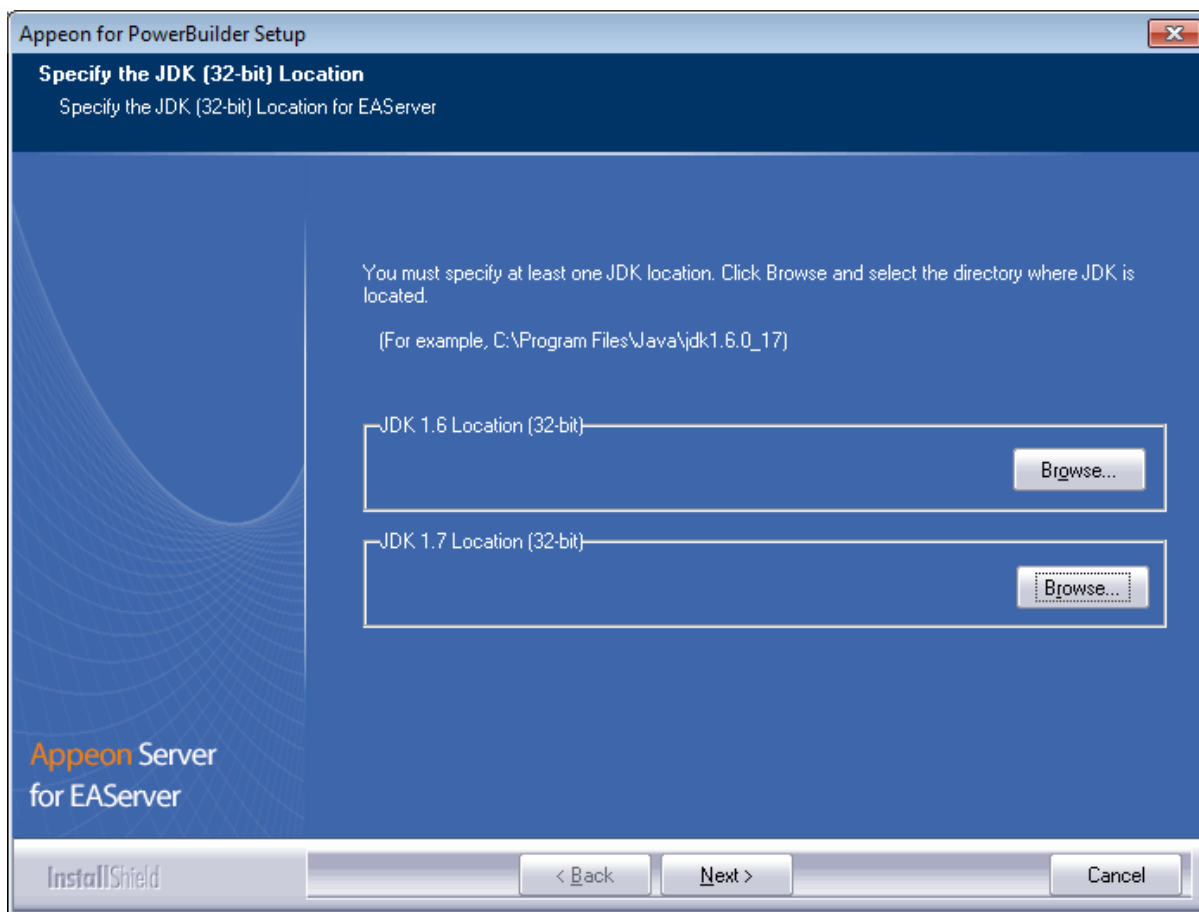 Appeon for PowerBuilder Setup
Specify the JDK (32-bit) Location
Specify the JDK (32-bit) Location for EAServer
You must specify at least one JDK location. Click Browse and select the directory where JDK is
located.
(For example, C:\Program Files\Java\jdk1.6.0_17)
JDK 1.6 Location (32-bit)
Browse...
JDK 1.7 Location (32-bit)
Browse...
Appeon Server
for EAServer
InstallShield
< Back
Next >
Cancel